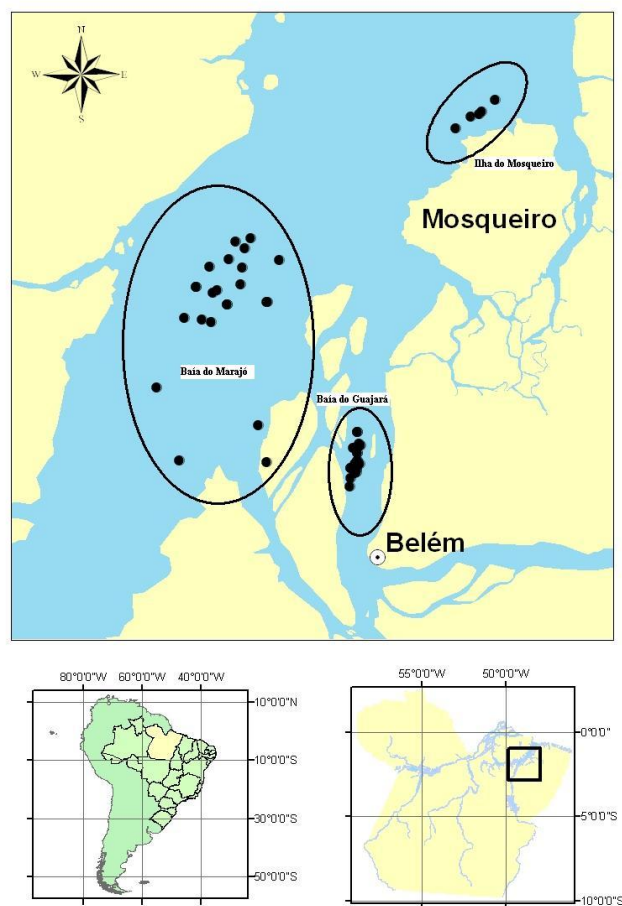 N
W E
S
Ilha do Mosqueiro
Mosqueiro
Baía do Marajó
Baía do Guajará
Belém
80°0'0"W 60°0'0"W 40°0'0"W
10°0'0"N
10°0'0"S
30°0'0"S
50°0'0"S
55°0'0"W 50°0'0"W
0°0'0"
5°0'0"S
10°0'0"S